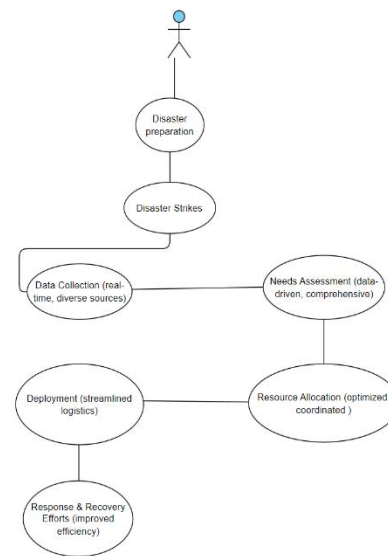 Disaster
preparation
Disaster Strikes
Data Collection (real-
time, diverse sources)
Needs Assessment (data-
driven, comprehensive)
Deployment (streamlined
logistics)
Resource Allocation (optimized
coordinated )
Response & Recovery
Efforts (improved
efficiency)